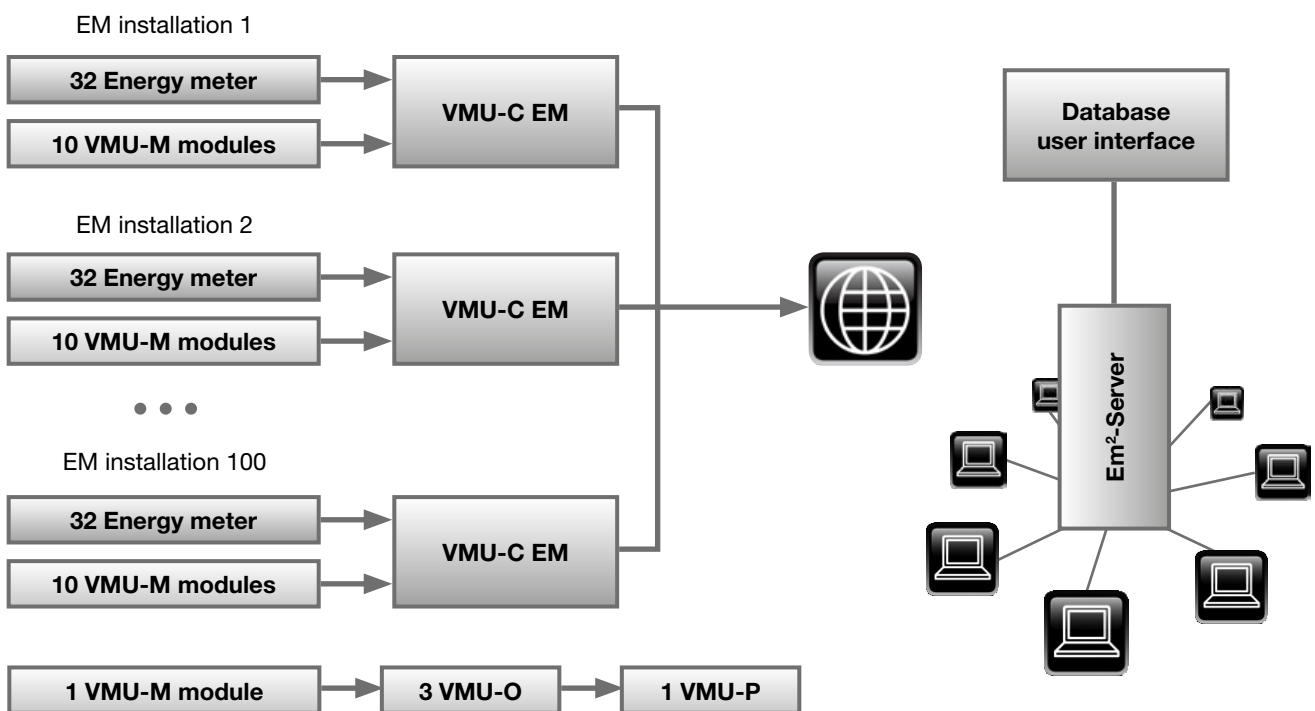 EM installation 1
32 Energy meter
10 VMU-M modules
VMU-C EM
EM installation 2
32 Energy meter
10 VMU-M modules
VMU-C EM
EM installation 100
32 Energy meter
10 VMU-M modules
VMU-C EM
1 VMU-M module
3 VMU-O
1 VMU-P
Database
user interface
Em²-Server